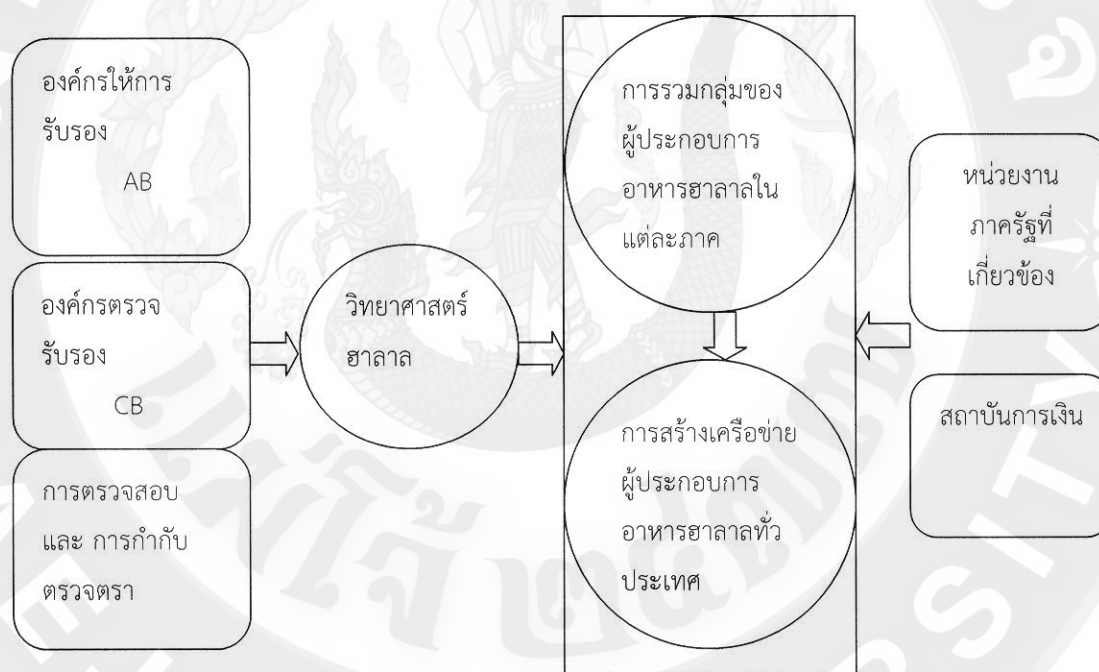 องค์กรให้การ
รับรอง
AB
องค์กรตรวจ
รับรอง
CB
การตรวจสอบ
และ การกำกับ
ตรวจตรา
วิทยาศาสตร์
ฮาลาล
การรวมกลุ่มของ
ผู้ประกอบการ
อาหารฮาลาลใน
แต่ละภาค
การสร้างเครือข่าย
ผู้ประกอบการ
อาหารฮาลาลทั่ว
ประเทศ
หน่วยงาน
ภาครัฐที่
เกี่ยวข้อง
สถาบันการเงิน
แม่โจ้ ๒๔๗๗